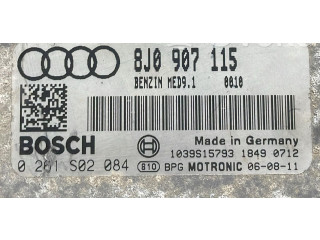 8J0 907 115
BENZIN MED9.1 0010
BOSCH
Made in Germany
0 261 S02 084
1039S15793 1849 0712
810 BPG MOTRONIC 06-08-11